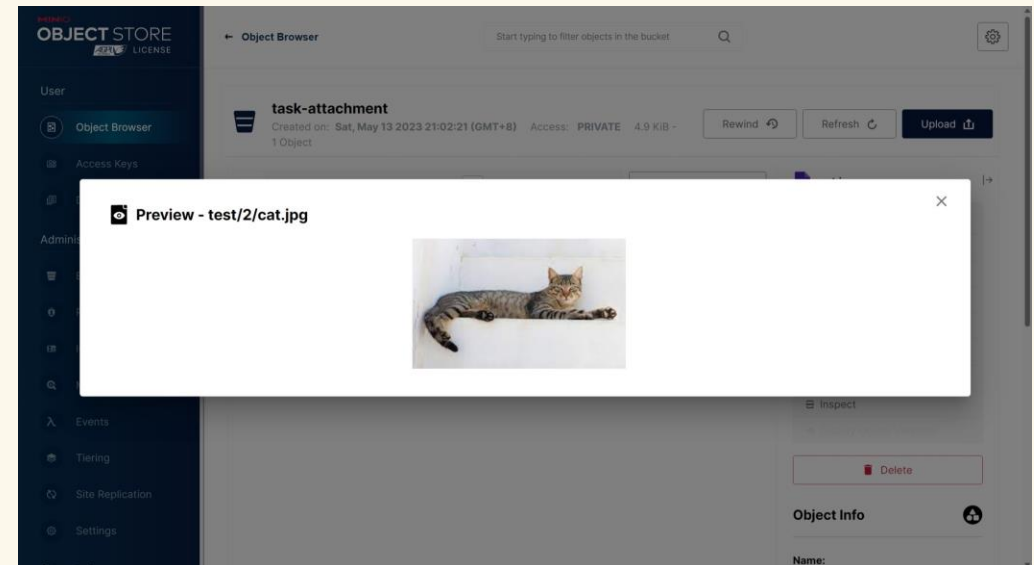 MINIO
OBJECT STORE
AGPLV3 LICENSE
← Object Browser
Start typing to filter objects in the bucket
User
Object Browser
Access Keys
task-attachment
Created on: Sat, May 13 2023 21:02:21 (GMT+8) Access: PRIVATE 4.9 KiB -
1 Object
Rewind
Refresh
Upload
Preview - test/2/cat.jpg
Events
Tiering
Site Replication
Settings
Inspect
Delete
Object Info
Name: